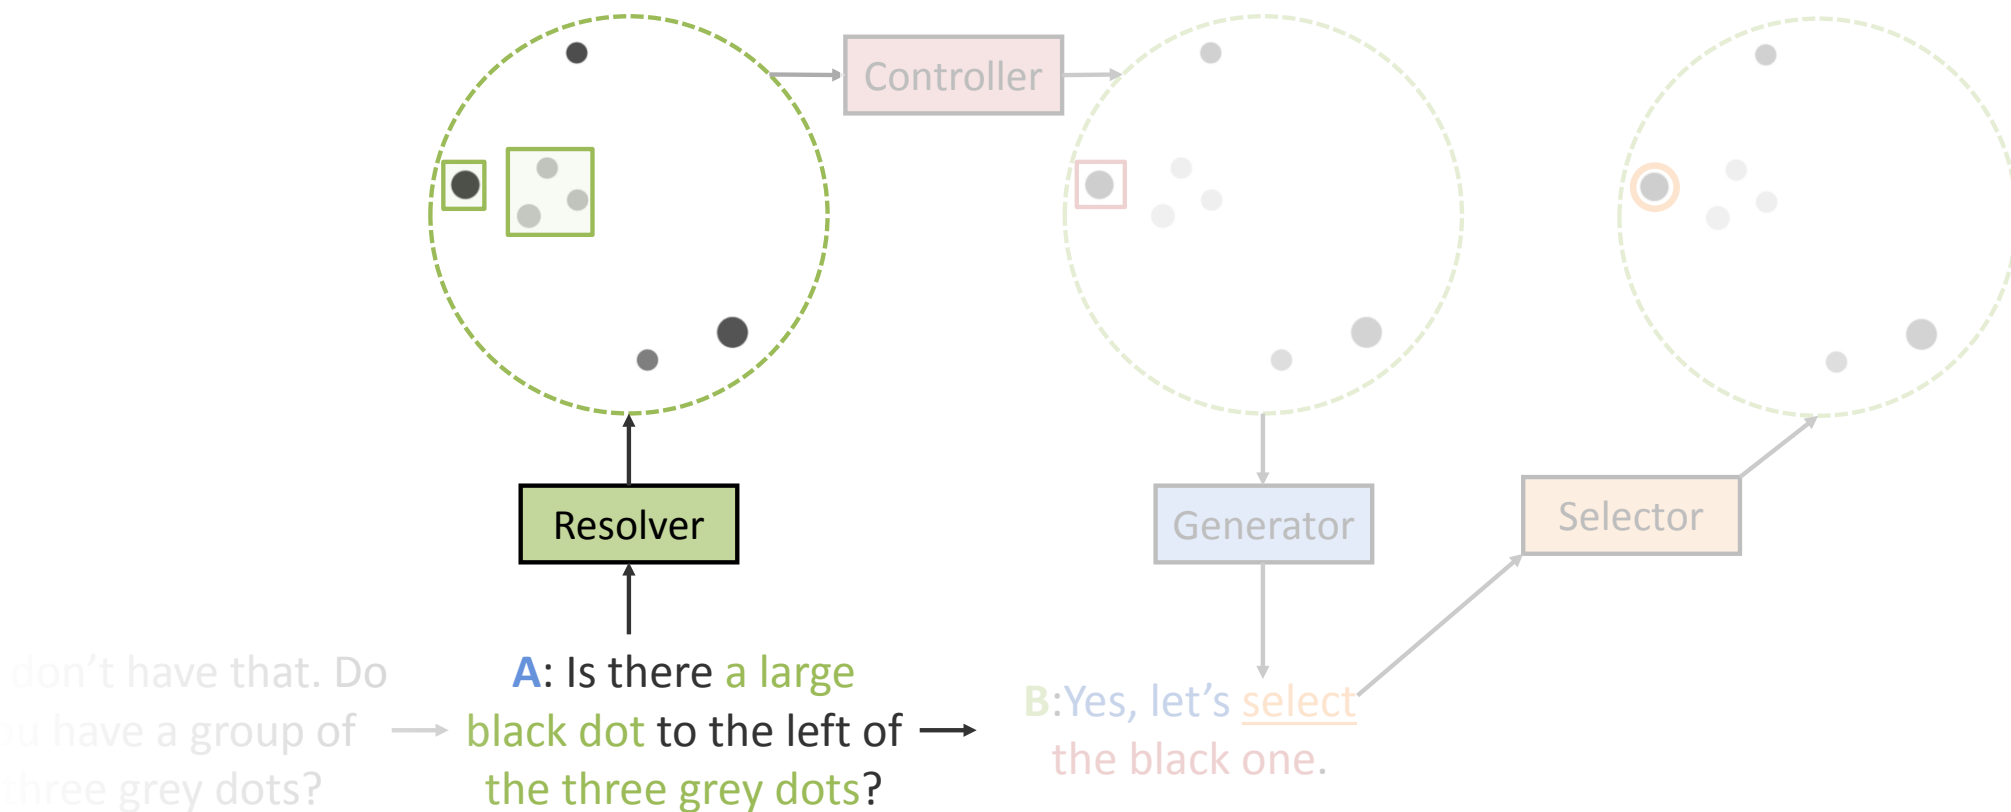 Controller
Resolver
Generator
Selector
don't have that. Do
you have a group of
three grey dots?
A: Is there a large
black dot to the left of
the three grey dots?
B:Yes, let's select
the black one.